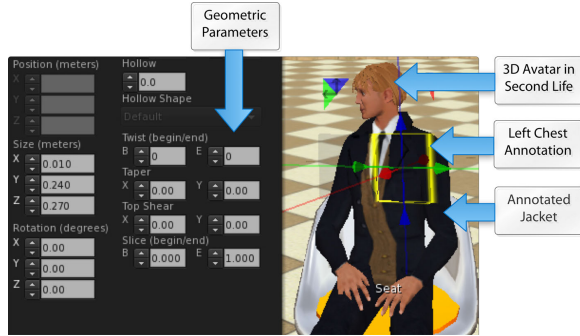 Geometric
Parameters
Position (meters)
X
Y
Z
Size (meters)
X 0.010
Y 0.240
Z 0.270
Rotation (degrees)
X 0.00
Y 0.00
Z 0.00
Hollow
0.0
Hollow Shape
Default
Twist (begin/end)
B 0 E 0
Taper
X 0.00 Y 0.00
Top Shear
X 0.00 Y 0.00
Slice (begin/end)
B 0.000 E 1.000
3D Avatar in
Second Life
Left Chest
Annotation
Annotated
Jacket
Seat